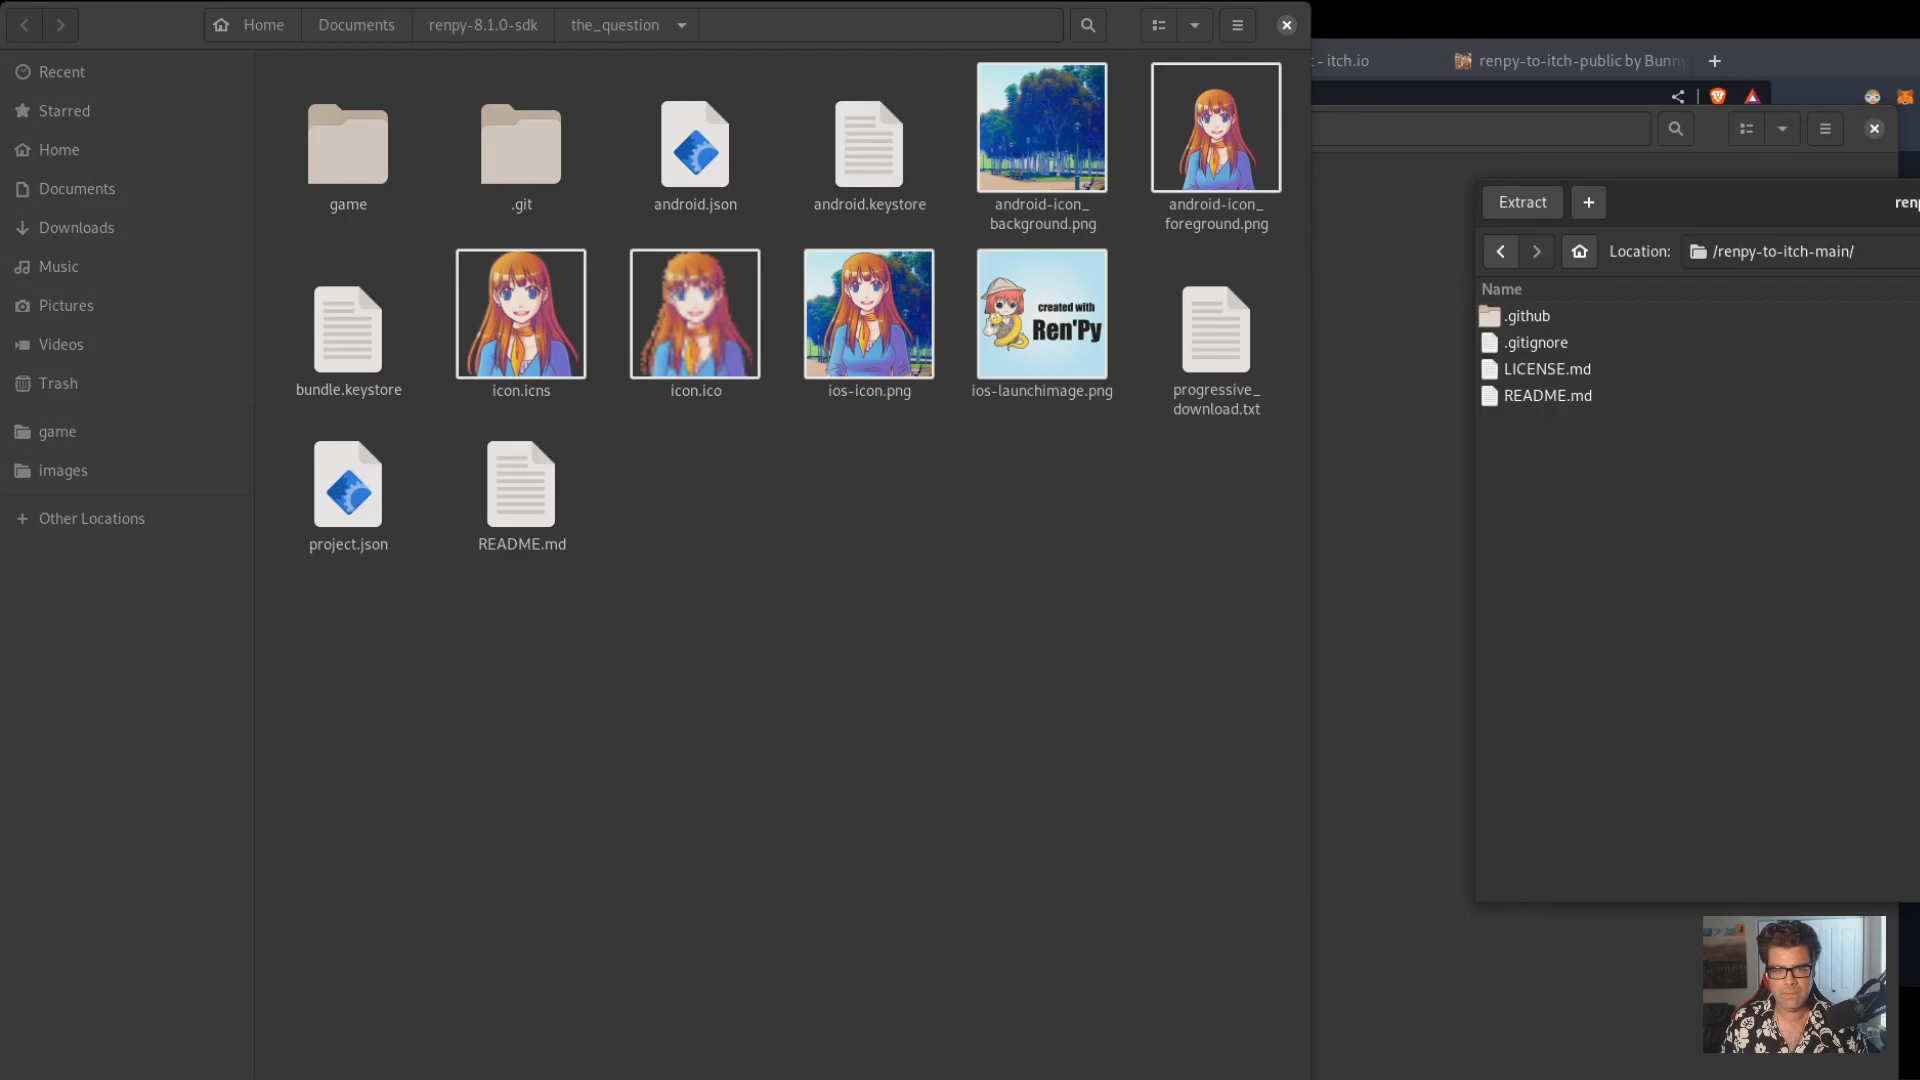 Home
Documents
renpy-8.1.0-sdk
the_question
- itch.io
renpy-to-itch-public by Bunny
Recent
Starred
Home
Documents
Downloads
Music
Pictures
Videos
Trash
game
images
Other Locations
game
.git
android.json
android.keystore
android-icon_
background.png
android-icon_
foreground.png
bundle.keystore
icon.icns
icon.ico
ios-icon.png
created with
Ren'Py
ios-launchimage.png
progressive_
download.txt
project.json
README.md
Extract
Location:
/renpy-to-itch-main/
Name
.github
.gitignore
LICENSE.md
README.md